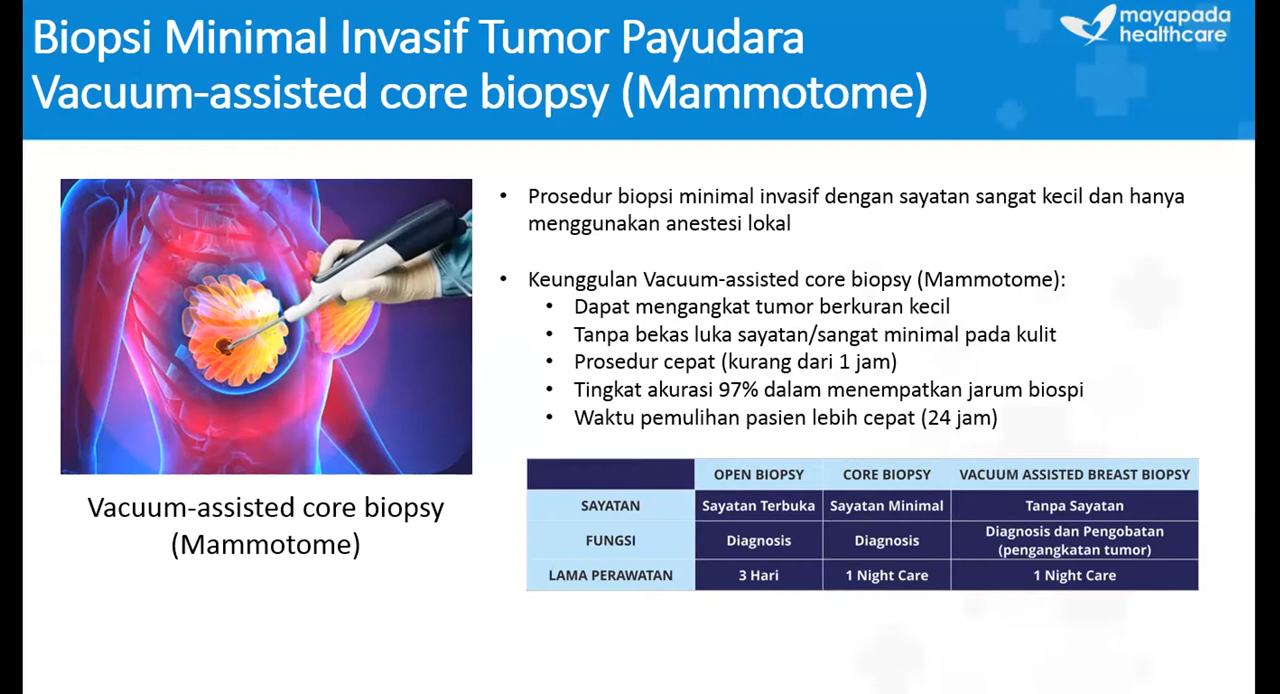 Biopsi Minimal Invasif Tumor Payudara
Vacuum-assisted core biopsy (Mammotome)
mayapada
healthcare
• Prosedur biopsi minimal invasif dengan sayatan sangat kecil dan hanya
menggunakan anestesi lokal
• Keunggulan Vacuum-assisted core biopsy (Mammotome):
• Dapat mengangkat tumor berkuran kecil
• Tanpa bekas luka sayatan/sangat minimal pada kulit
• Prosedur cepat (kurang dari 1 jam)
• Tingkat akurasi 97% dalam menempatkan jarum biospi
• Waktu pemulihan pasien lebih cepat (24 jam)
Vacuum-assisted core biopsy
(Mammotome)
OPEN BIOPSY CORE BIOPSY VACUUM ASSISTED BREAST BIOPSY
SAYATAN Sayatan Terbuka Sayatan Minimal Tanpa Sayatan
FUNGSI Diagnosis Diagnosis Diagnosis dan Pengobatan
(pengangkatan tumor)
LAMA PERAWATAN 3 Hari 1 Night Care 1 Night Care